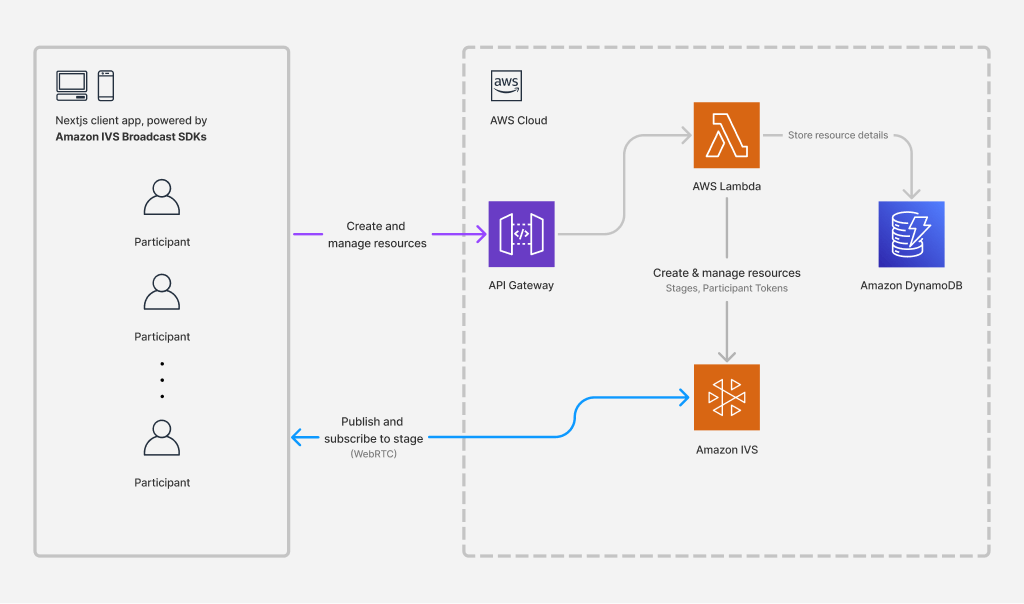 Nextjs client app, powered by
Amazon IVS Broadcast SDKs
Participant
Participant
Participant
Create and
manage resources
Publish and
subscribe to stage
(WebRTC)
aws
AWS Cloud
</>
API Gateway
AWS Lambda
Store resource details
Amazon DynamoDB
Create & manage resources
Stages, Participant Tokens
Amazon IVS